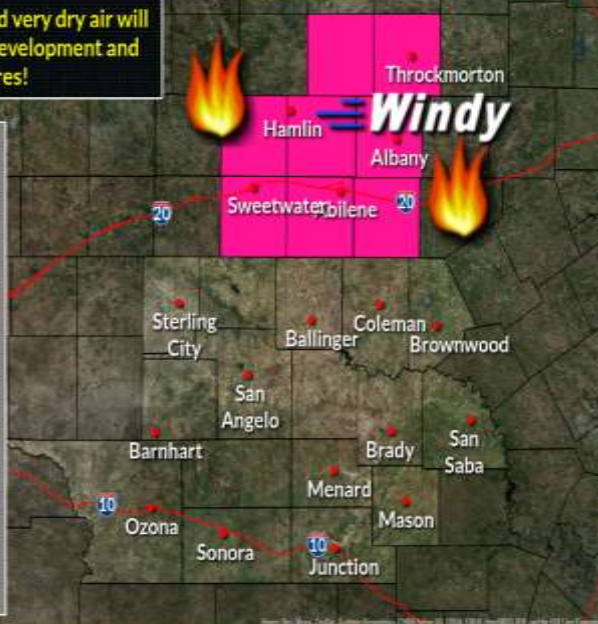 d very dry air will
evelopment and
res!
Throckmorton
Windy
Hamlin
Albany
Sweetwater
Abilene
20
20
Sterling
City
Ballinger
Coleman
Brownwood
San
Angelo
Barnhart
Brady
San
Saba
Menard
Mason
10
Ozona
Sonora
10
Junction